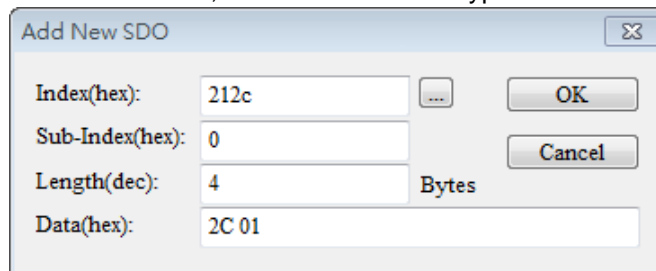 Add New SDO
Index(hex): 212c ... OK
Sub-Index(hex): 0
Cancel
Length(dec): 4 Bytes
Data(hex): 2C 01